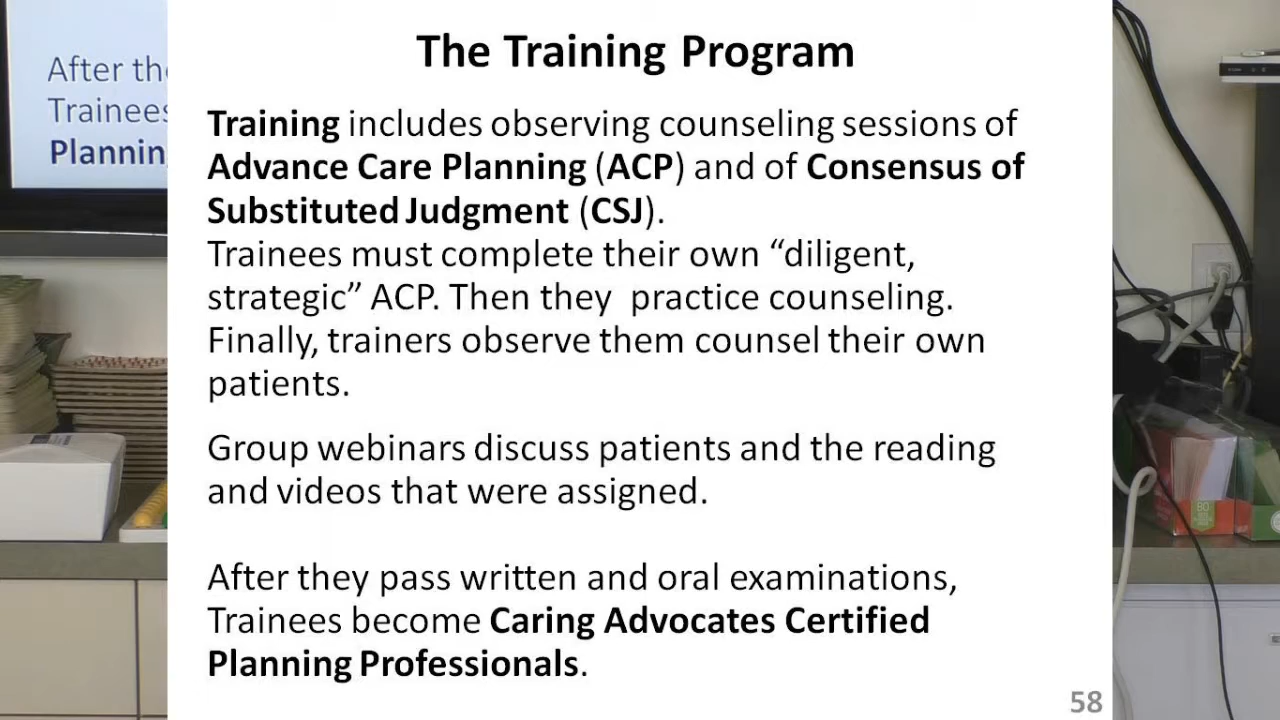 The Training Program
Training includes observing counseling sessions of
Advance Care Planning (ACP) and of Consensus of
Substituted Judgment (CSJ).
Trainees must complete their own “diligent,
strategic” ACP. Then they  practice counseling.
Finally, trainers observe them counsel their own
patients.
Group webinars discuss patients and the reading
and videos that were assigned.
After they pass written and oral examinations,
Trainees become Caring Advocates Certified
Planning Professionals.
58
After the
Trainees
Plannin
80